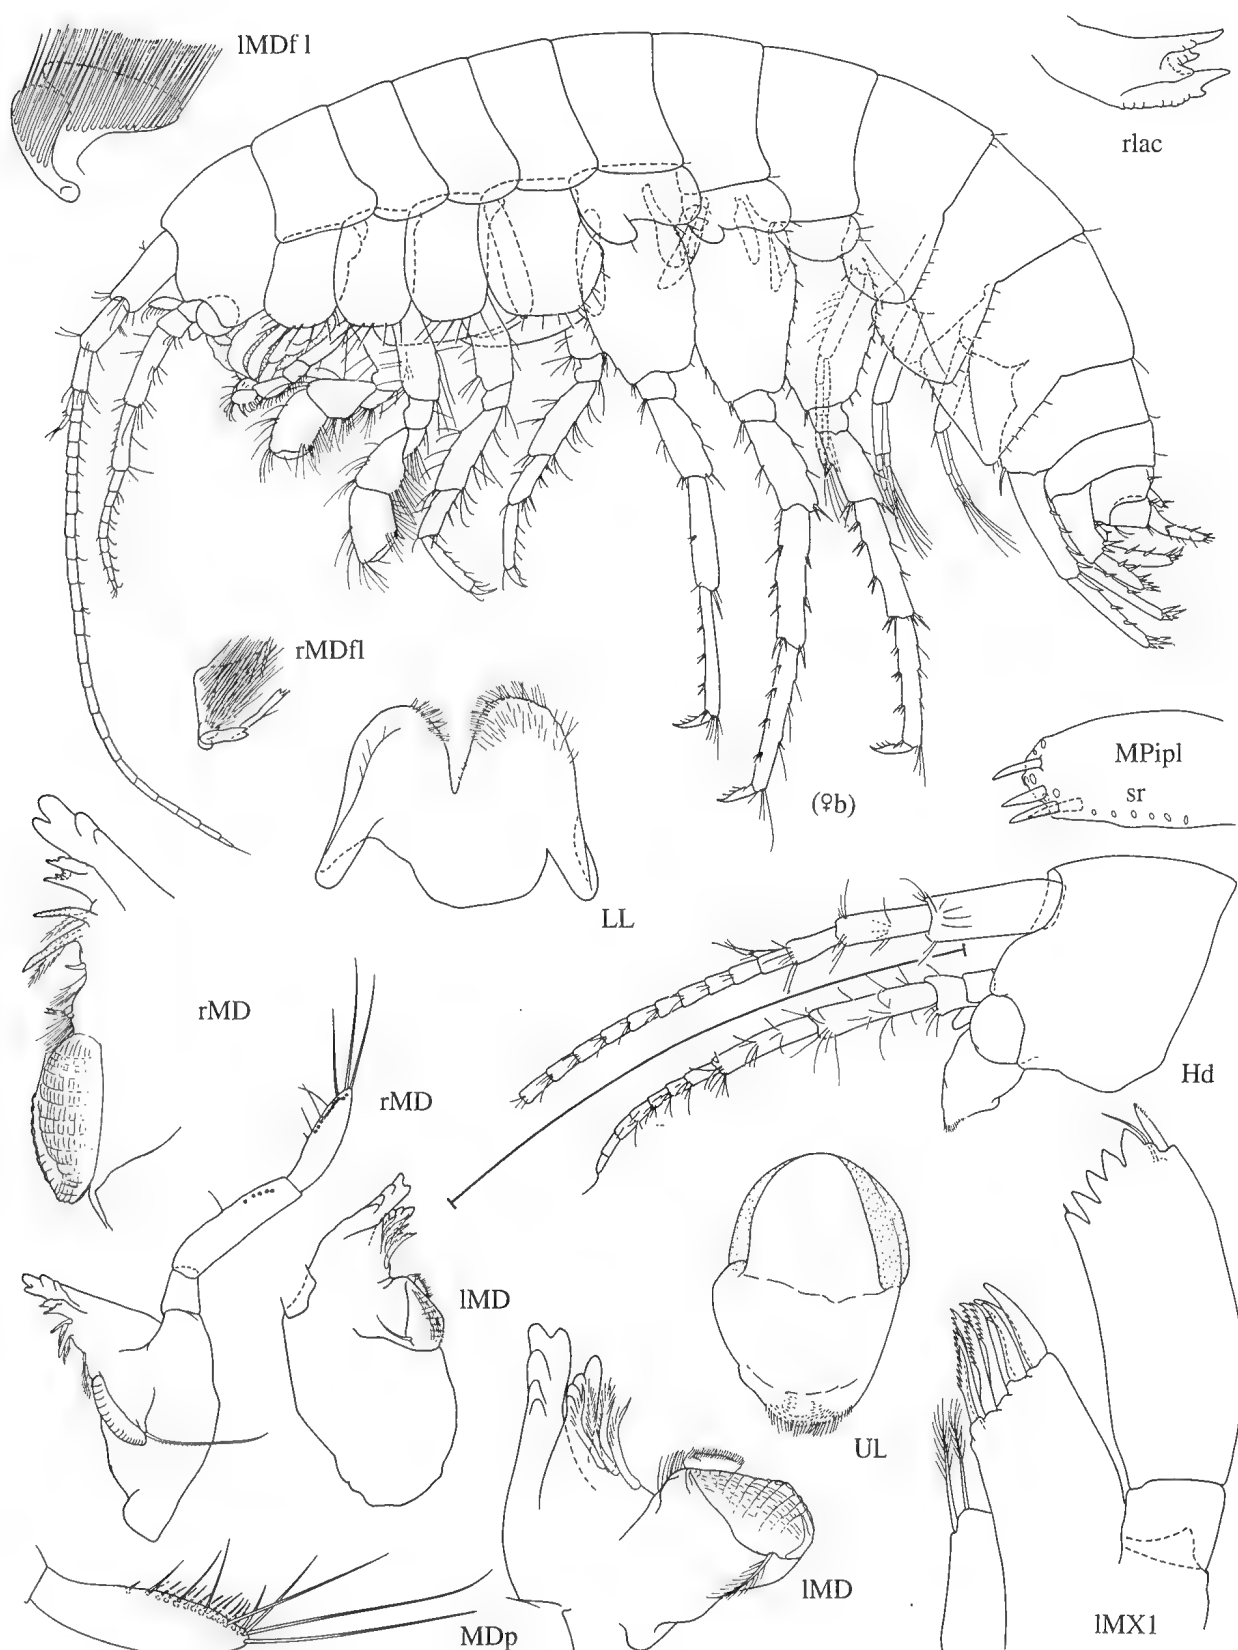 lMDf l
rlac
rMDfl
MPipl
sr
(♀b)
LL
rMD
Hd
rMD
lMD
UL
lMD
lMX1
MDp